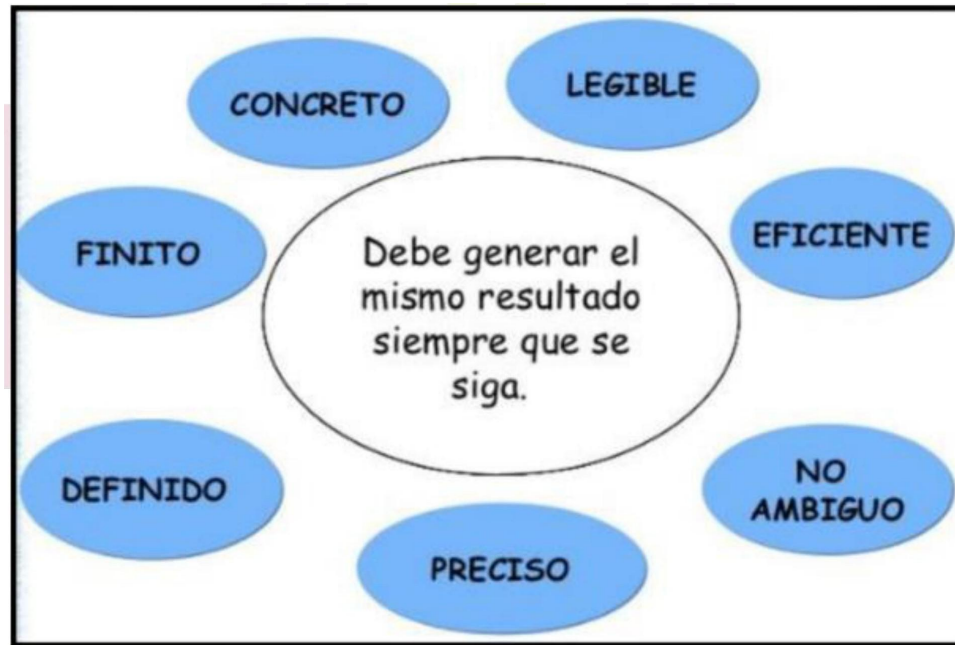 CONCRETO
LEGIBLE
FINITO
Debe generar el
mismo resultado
siempre que se
siga.
EFICIENTE
DEFINIDO
PRECISO
NO
AMBIGUO